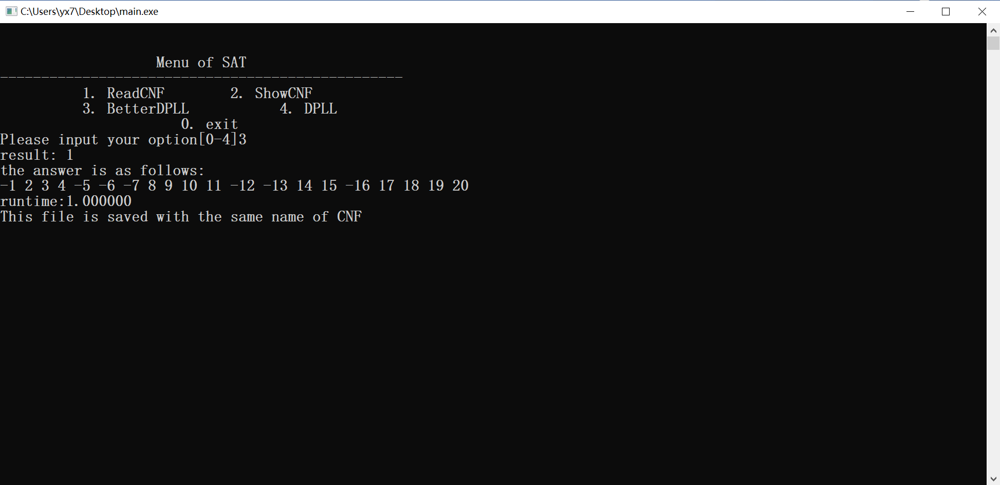 C:\Users\yx7\Desktop\main.exe
Menu of SAT
-------------------------------------------------
1. ReadCNF 2. ShowCNF
3. BetterDPLL 4. DPLL
0. exit
Please input your option[0-4]3
result: 1
the answer is as follows:
-1 2 3 4 -5 -6 -7 8 9 10 11 -12 -13 14 15 -16 17 18 19 20
runtime:1.000000
This file is saved with the same name of CNF